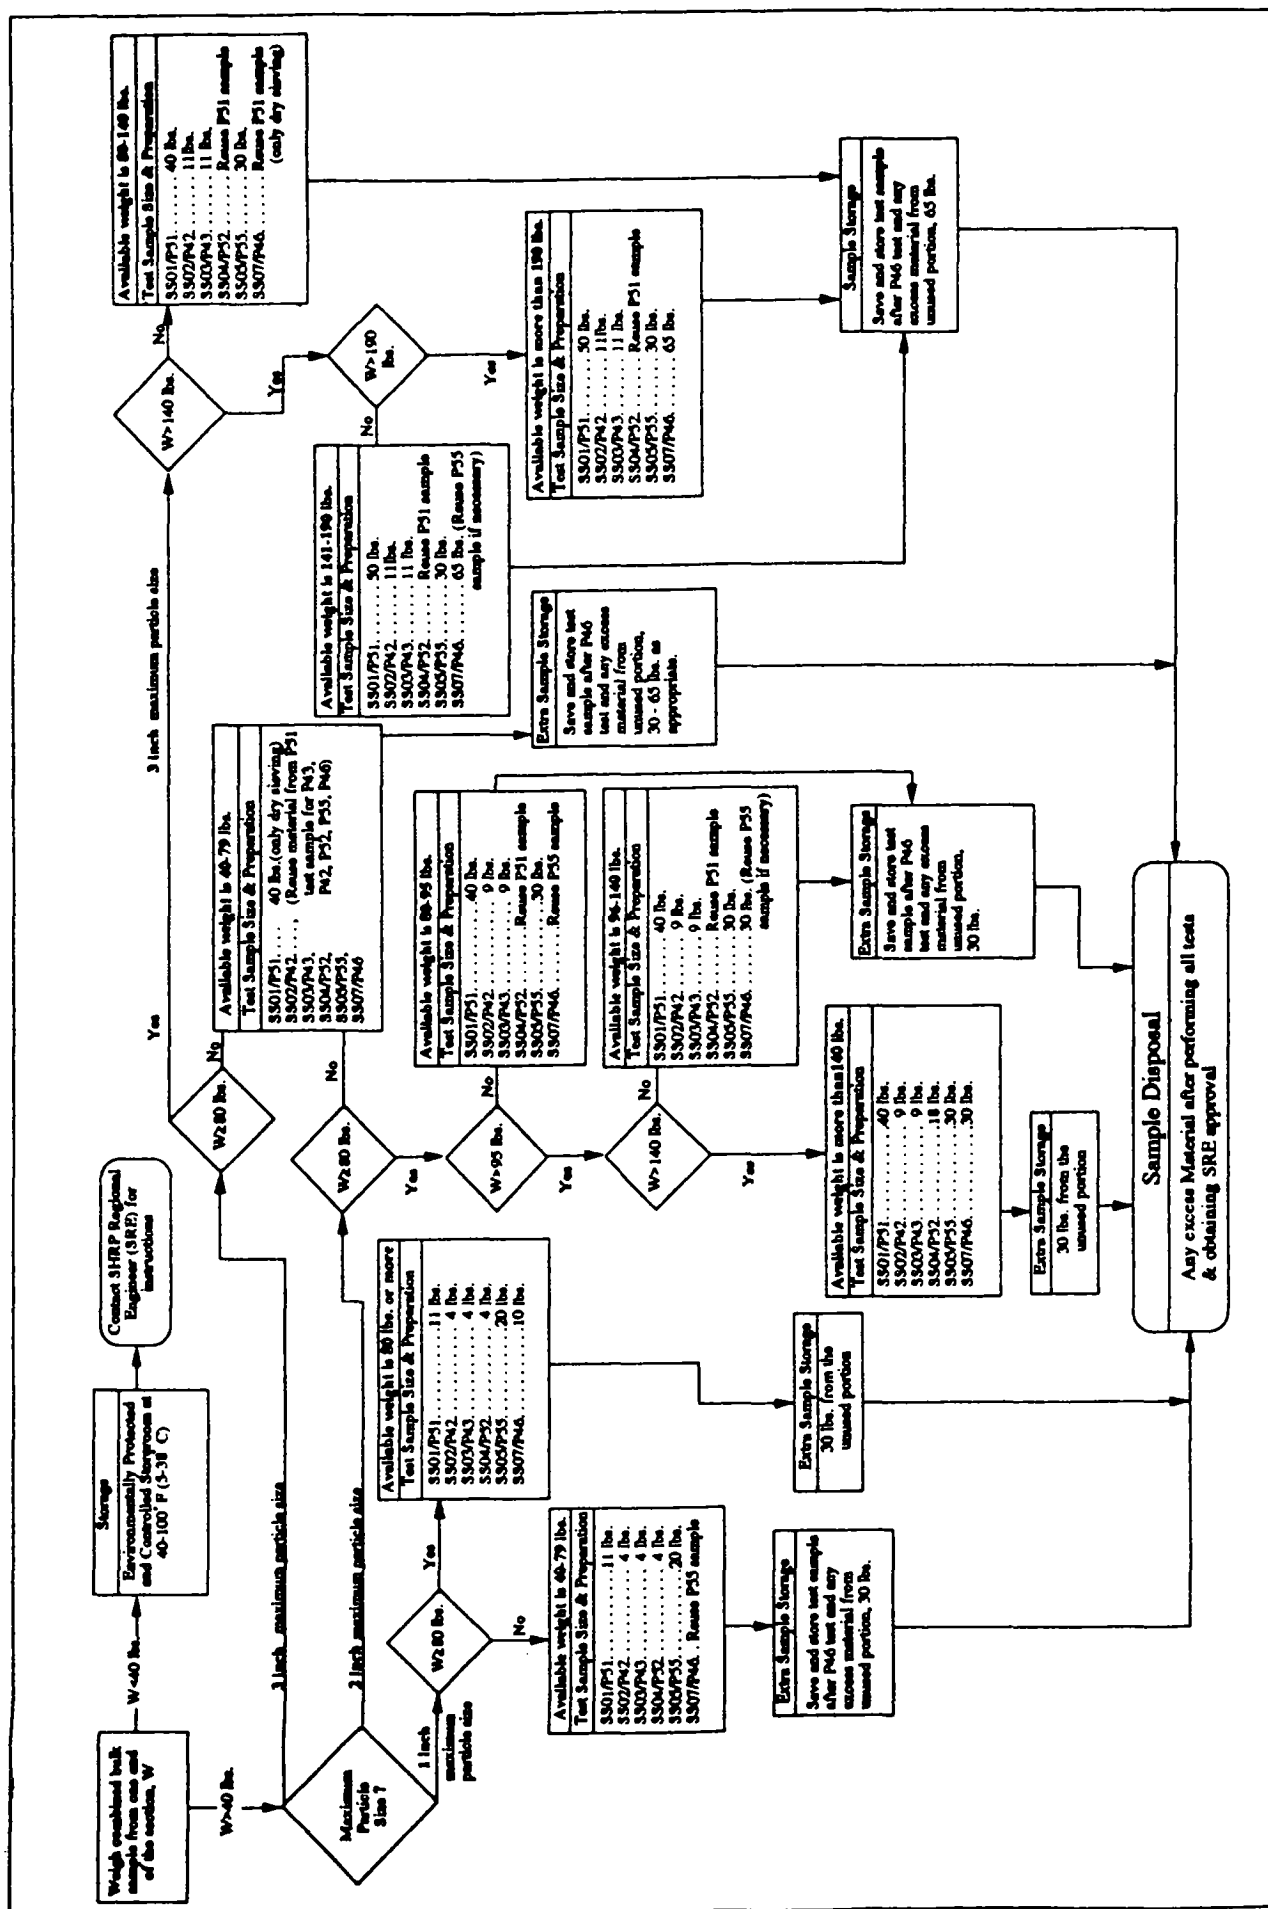 Weigh combined bulk
sample from one end
of the section, W
W<40 lbs.
Storage
Environmentally Protected
and Controlled Storeroom at
40-100° F (5-38° C)
Contact SHRP Regional
Engineer (SRE) for
instructions
W>40 lbs.
Maximum
Particle
Size ?
3 inch maximum particle size
2 inch maximum particle size
1 inch
maximum
particle size
W≥80 lbs.
Yes
3 inch maximum particle size
No
W>140 lbs.
No
Available weight is 80-140 lbs.
Test Sample Size & Preparation
SS01/P51........40 lbs.
SS02/P42........11lbs.
SS03/P43........11 lbs.
SS04/P52........Reuse P51 sample
SS05/P55........30 lbs.
SS07/P46........Reuse P51 sample
(only dry sieving)
Yes
W>190
lbs.
No
Yes
Available weight is 40-79 lbs.
Test Sample Size & Preparation
SS01/P51.... 40 lbs.(only dry sieving)
SS02/P42...., (Reuse material from P51
SS03/P43, test sample for P43,
SS04/P52, P42, P52, P55, P46)
SS05/P55,
SS07/P46
Available weight is 141-190 lbs.
Test Sample Size & Preparation
SS01/P51........50 lbs.
SS02/P42........11lbs.
SS03/P43........11 lbs.
SS04/P52........Reuse P51 sample
SS05/P55........30 lbs.
SS07/P46........65 lbs.(Reuse P55
sample if necessary)
Available weight is more than 190 lbs.
Test Sample Size & Preparation
SS01/P51........50 lbs.
SS02/P42........11lbs.
SS03/P43........11 lbs.
SS04/P52........Reuse P51 sample
SS05/P55........30 lbs.
SS07/P46........65 lbs.
Extra Sample Storage
Save and store test
sample after P46
test and any excess
material from
unused portion,
30 - 65 lbs. as
appropriate.
Sample Storage
Save and store test sample
after P46 test and any
excess material from
unused portion, 65 lbs.
W≥80 lbs.
No
Yes
W>95 lbs.
No
Yes
W>140 lbs.
No
Yes
Available weight is 80-95 lbs.
Test Sample Size & Preparation
SS01/P51........40 lbs.
SS02/P42........9 lbs.
SS03/P43........9 lbs.
SS04/P52........Reuse P51 sample
SS05/P55........30 lbs.
SS07/P46........Reuse P55 sample
Available weight is 96-140 lbs.
Test Sample Size & Preparation
SS01/P51........40 lbs.
SS02/P42........9 lbs.
SS03/P43........9 lbs.
SS04/P52........Reuse P51 sample
SS05/P55........30 lbs.
SS07/P46........30 lbs.(Reuse P55
sample if necessary)
Extra Sample Storage
Save and store test
sample after P46
test and any excess
material from
unused portion,
30 lbs.
Available weight is more than140 lbs.
Test Sample Size & Preparation
SS01/P51........40 lbs.
SS02/P42........9 lbs.
SS03/P43........9 lbs.
SS04/P52........18 lbs.
SS05/P55........30 lbs.
SS07/P46........30 lbs.
Extra Sample Storage
30 lbs. from the
unused portion
W≥80 lbs.
Yes
No
Available weight is 80 lbs. or more
Test Sample Size & Preparation
SS01/P51........11 lbs.
SS02/P42........4 lbs.
SS03/P43........4 lbs.
SS04/P52........4 lbs.
SS05/P55........20 lbs.
SS07/P46........10 lbs.
Extra Sample Storage
30 lbs. from the
unused portion
Available weight is 40-79 lbs.
Test Sample Size & Preparation
SS01/P51........11 lbs.
SS02/P42........4 lbs.
SS03/P43........4 lbs.
SS04/P52........4 lbs.
SS05/P55........20 lbs.
SS07/P46.. Reuse P55 sample
Extra Sample Storage
Save and store test sample
after P46 test and any
excess material from
unused portion, 30 lbs.
Sample Disposal
Any excess Material after performing all tests
& obtaining SRE approval